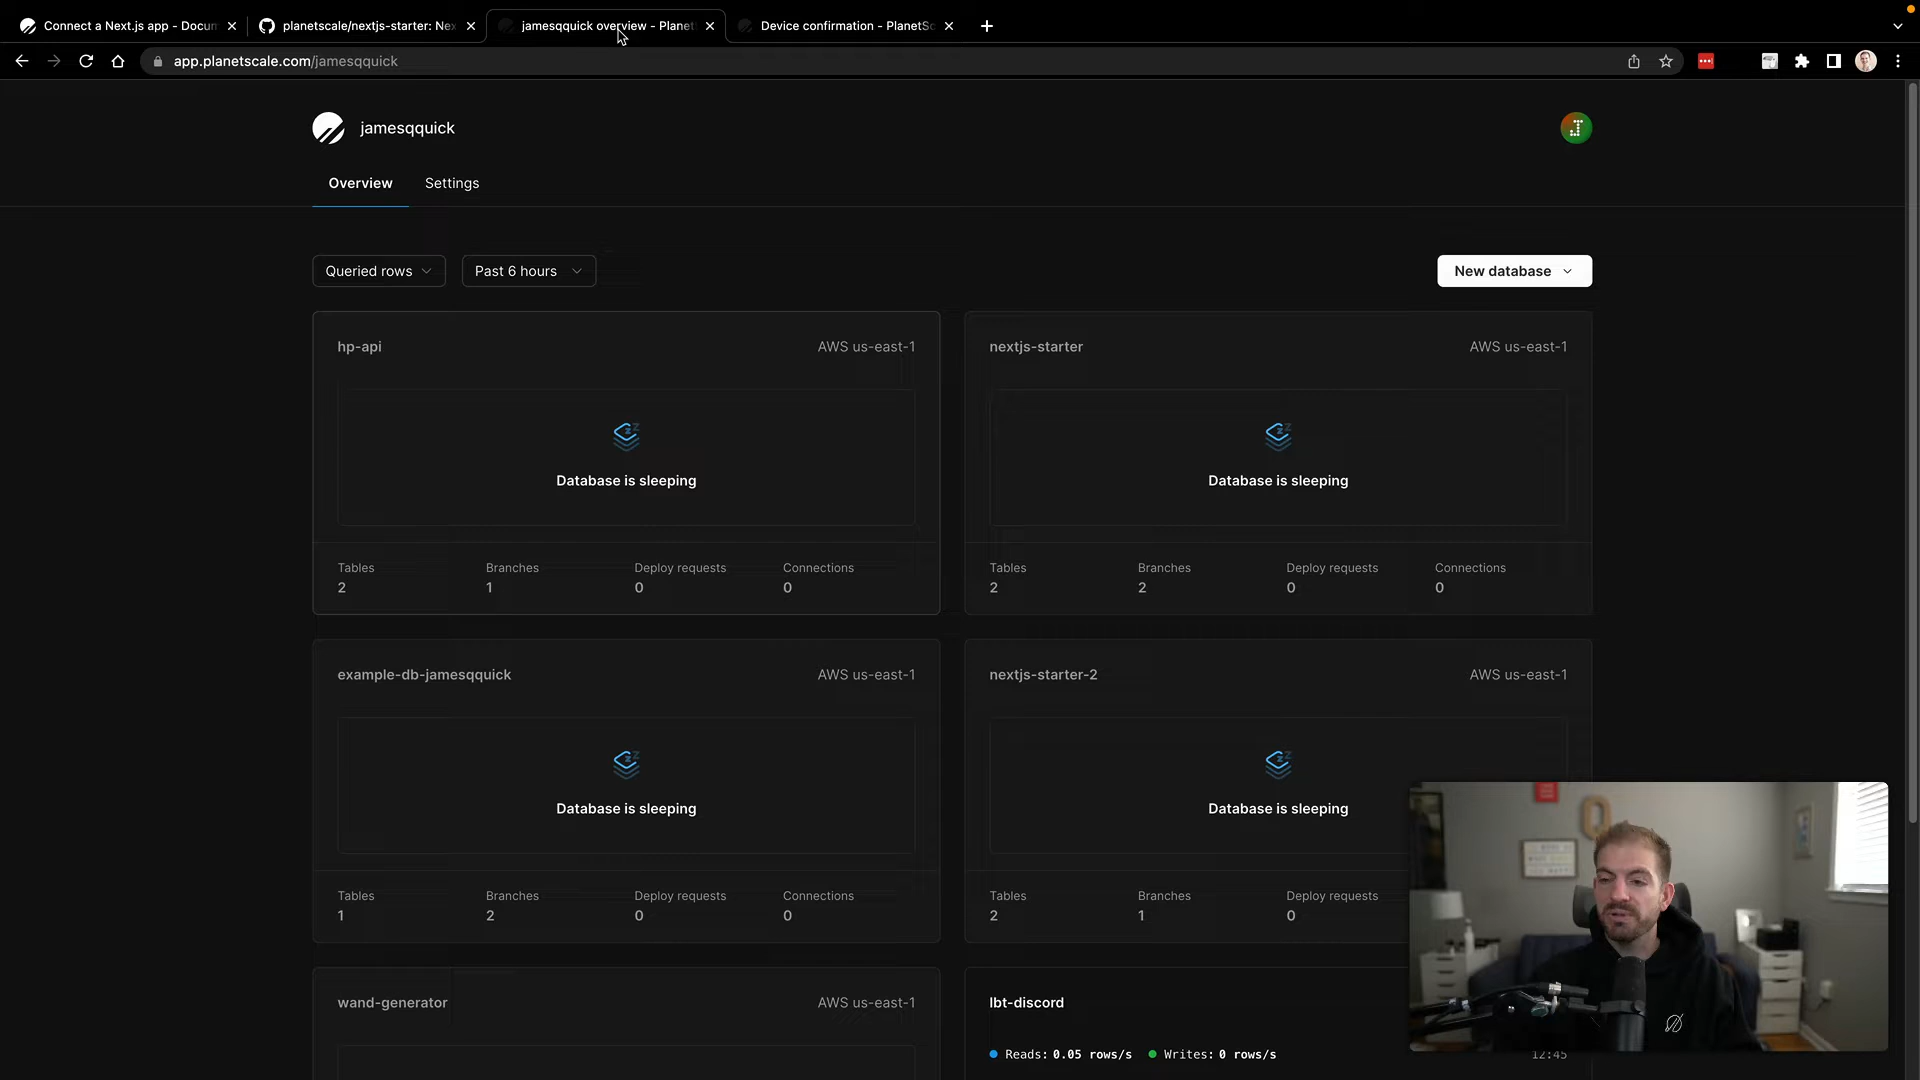 Connect a Next.js app - Docum
planetscale/nextjs-starter: Nex
jamesqquick overview - Planet
Device confirmation - PlanetSc
app.planetscale.com/jamesqquick
jamesqquick
Overview
Settings
Queried rows
Past 6 hours
New database
hp-api
AWS us-east-1
Database is sleeping
Tables
Branches
Deploy requests
Connections
2
1
0
0
nextjs-starter
AWS us-east-1
Database is sleeping
Tables
Branches
Deploy requests
Connections
2
2
0
0
example-db-jamesqquick
AWS us-east-1
Database is sleeping
Tables
Branches
Deploy requests
Connections
1
2
0
0
nextjs-starter-2
AWS us-east-1
Database is sleeping
Tables
Branches
Deploy requests
2
1
0
wand-generator
AWS us-east-1
lbt-discord
Reads: 0.05 rows/s
Writes: 0 rows/s
12:45